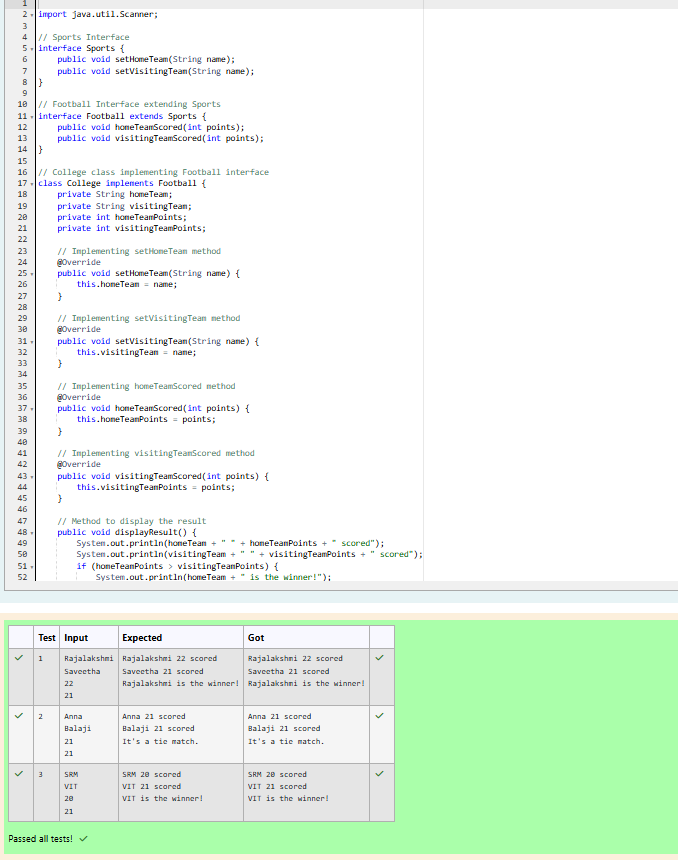 1
2 import java.util.Scanner;
3
4 // Sports Interface
5 interface Sports {
6 public void setHomeTeam(String name);
7 public void setVisitingTeam(String name);
8 }
9
10 // Football Interface extending Sports
11 interface Football extends Sports {
12 public void homeTeamScored(int points);
13 public void visitingTeamScored(int points);
14 }
15
16 // College class implementing Football interface
17 class College implements Football {
18 private String homeTeam;
19 private String visitingTeam;
20 private int homeTeamPoints;
21 private int visitingTeamPoints;
22
23 // Implementing setHomeTeam method
24 @Override
25 public void setHomeTeam(String name) {
26 this.homeTeam = name;
27 }
28
29 // Implementing setVisitingTeam method
30 @Override
31 public void setVisitingTeam(String name) {
32 this.visitingTeam = name;
33 }
34
35 // Implementing homeTeamScored method
36 @Override
37 public void homeTeamScored(int points) {
38 this.homeTeamPoints = points;
39 }
40
41 // Implementing visitingTeamScored method
42 @Override
43 public void visitingTeamScored(int points) {
44 this.visitingTeamPoints = points;
45 }
46
47 // Method to display the result
48 public void displayResult() {
49 System.out.println(homeTeam + " " + homeTeamPoints + " scored");
50 System.out.println(visitingTeam + " " + visitingTeamPoints + " scored");
51 if (homeTeamPoints > visitingTeamPoints) {
52 System.out.println(homeTeam + " is the winner!");
Test Input Expected Got
1 Rajalakshmi Rajalakshmi 22 scored Rajalakshmi 22 scored
Saveetha Saveetha 21 scored Saveetha 21 scored
22 Rajalakshmi is the winner! Rajalakshmi is the winner!
21
2 Anna Anna 21 scored Anna 21 scored
Balaji Balaji 21 scored Balaji 21 scored
21 It's a tie match. It's a tie match.
21
3 SRM SRM 20 scored SRM 20 scored
VIT VIT 21 scored VIT 21 scored
20 VIT is the winner! VIT is the winner!
21
Passed all tests!